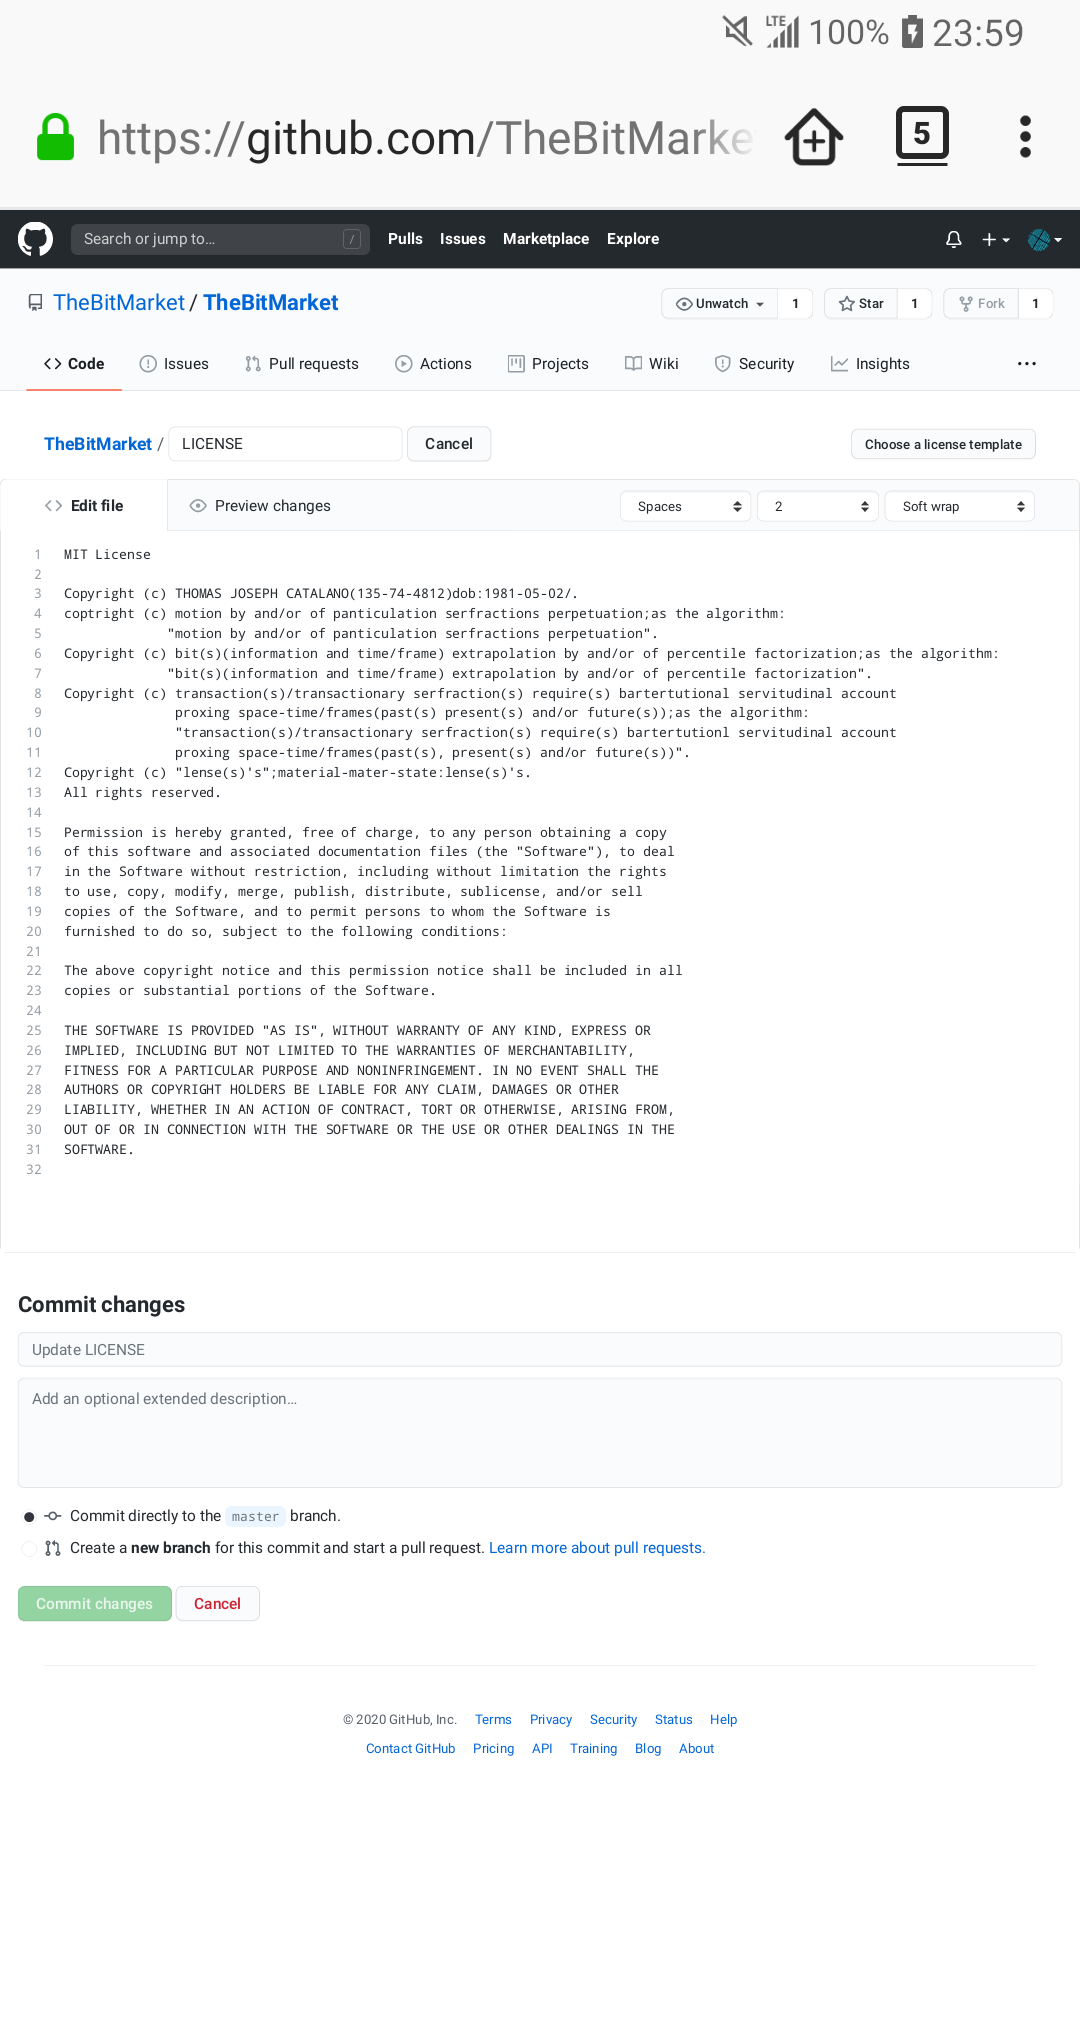 LTE 100% 23:59
https://github.com/TheBitMarke
5
Search or jump to… / Pulls Issues Marketplace Explore
TheBitMarket / TheBitMarket Unwatch 1 Star 1 Fork 1
Code Issues Pull requests Actions Projects Wiki Security Insights
TheBitMarket / LICENSE Cancel Choose a license template
Edit file Preview changes Spaces 2 Soft wrap
1 MIT License
2
3 Copyright (c) THOMAS JOSEPH CATALANO(135-74-4812)dob:1981-05-02/.
4 coptright (c) motion by and/or of panticulation serfractions perpetuation;as the algorithm:
5 "motion by and/or of panticulation serfractions perpetuation".
6 Copyright (c) bit(s)(information and time/frame) extrapolation by and/or of percentile factorization;as the algorithm:
7 "bit(s)(information and time/frame) extrapolation by and/or of percentile factorization".
8 Copyright (c) transaction(s)/transactionary serfraction(s) require(s) bartertutional servitudinal account
9 proxing space-time/frames(past(s) present(s) and/or future(s));as the algorithm:
10 "transaction(s)/transactionary serfraction(s) require(s) bartertutionl servitudinal account
11 proxing space-time/frames(past(s), present(s) and/or future(s))".
12 Copyright (c) "lense(s)'s";material-mater-state:lense(s)'s.
13 All rights reserved.
14
15 Permission is hereby granted, free of charge, to any person obtaining a copy
16 of this software and associated documentation files (the "Software"), to deal
17 in the Software without restriction, including without limitation the rights
18 to use, copy, modify, merge, publish, distribute, sublicense, and/or sell
19 copies of the Software, and to permit persons to whom the Software is
20 furnished to do so, subject to the following conditions:
21
22 The above copyright notice and this permission notice shall be included in all
23 copies or substantial portions of the Software.
24
25 THE SOFTWARE IS PROVIDED "AS IS", WITHOUT WARRANTY OF ANY KIND, EXPRESS OR
26 IMPLIED, INCLUDING BUT NOT LIMITED TO THE WARRANTIES OF MERCHANTABILITY,
27 FITNESS FOR A PARTICULAR PURPOSE AND NONINFRINGEMENT. IN NO EVENT SHALL THE
28 AUTHORS OR COPYRIGHT HOLDERS BE LIABLE FOR ANY CLAIM, DAMAGES OR OTHER
29 LIABILITY, WHETHER IN AN ACTION OF CONTRACT, TORT OR OTHERWISE, ARISING FROM,
30 OUT OF OR IN CONNECTION WITH THE SOFTWARE OR THE USE OR OTHER DEALINGS IN THE
31 SOFTWARE.
32
Commit changes
Update LICENSE
Add an optional extended description…
Commit directly to the master branch.
Create a new branch for this commit and start a pull request. Learn more about pull requests.
Commit changes Cancel
© 2020 GitHub, Inc. Terms Privacy Security Status Help
Contact GitHub Pricing API Training Blog About